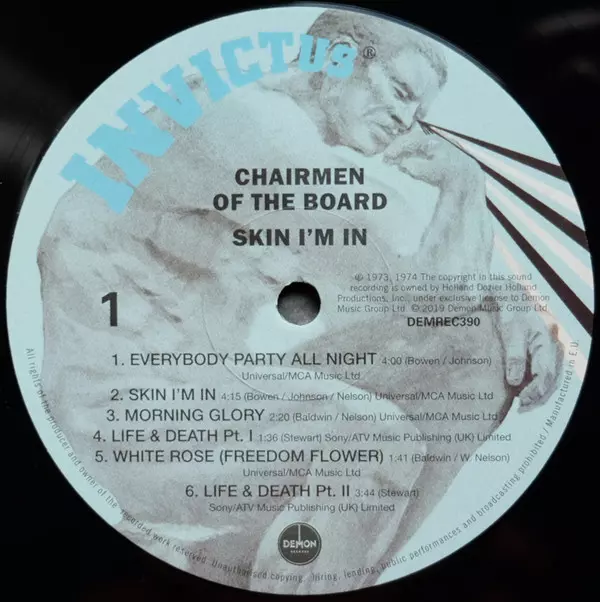 INVICTUS®
CHAIRMEN
OF THE BOARD
SKIN I'M IN
℗ 1973, 1974 The copyright in this sound
recording is owned by Holland Dozier Holland
Productions, Inc., under exclusive license to Demon
Music Group Ltd. © 2019 Demon Music Group Ltd.
DEMREC390
1
1. EVERYBODY PARTY ALL NIGHT 4:00 (Bowen / Johnson)
Universal/MCA Music Ltd
2. SKIN I'M IN 4:15 (Bowen / Johnson / Nelson) Universal/MCA Music Ltd
3. MORNING GLORY 2:20 (Baldwin / Nelson) Universal/MCA Music Ltd
4. LIFE & DEATH Pt. I 1:36 (Stewart) Sony/ATV Music Publishing (UK) Limited
5. WHITE ROSE (FREEDOM FLOWER) 1:41 (Baldwin / W. Nelson)
Universal/MCA Music Ltd
6. LIFE & DEATH Pt. II 3:44 (Stewart)
Sony/ATV Music Publishing (UK) Limited
DEMON
RECORDS
All rights of the producer and owner of the recorded work reserved. Unauthorised copying, hiring, lending, public performances and broadcasting prohibited / Manufactured in E.U.